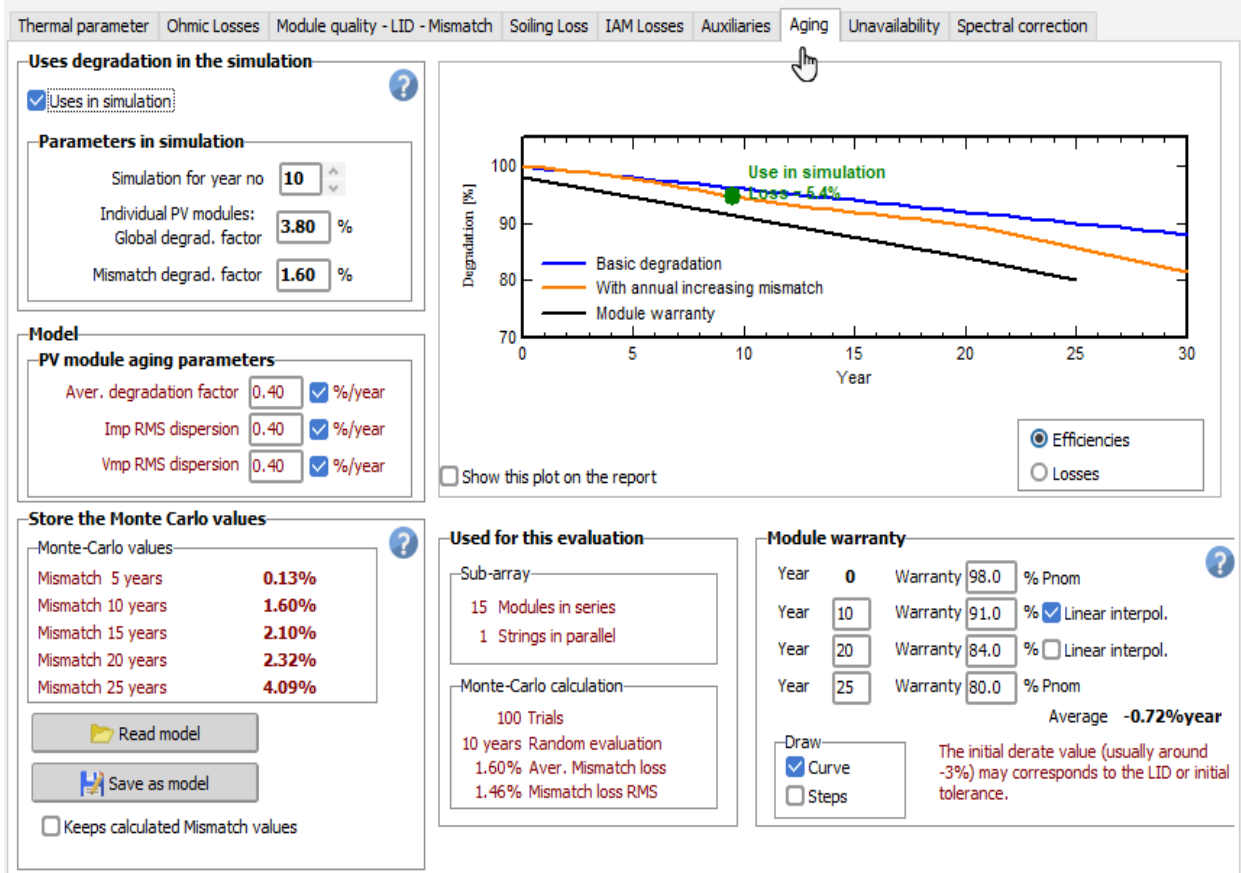 Thermal parameter Ohmic Losses Module quality - LID - Mismatch Soiling Loss IAM Losses Auxiliaries Aging Unavailability Spectral correction
Uses degradation in the simulation
?
Uses in simulation
Parameters in simulation
Simulation for year no 10
Individual PV modules:
Global degrad. factor 3.80 %
Mismatch degrad. factor 1.60 %
Model
PV module aging parameters
Aver. degradation factor 0.40 %/year
Imp RMS dispersion 0.40 %/year
Vmp RMS dispersion 0.40 %/year
Store the Monte Carlo values
?
Monte-Carlo values
Mismatch 5 years 0.13%
Mismatch 10 years 1.60%
Mismatch 15 years 2.10%
Mismatch 20 years 2.32%
Mismatch 25 years 4.09%
Read model
Save as model
Keeps calculated Mismatch values
Degradation [%]
100
90
80
70
Use in simulation
Loss = 5.4%
Basic degradation
With annual increasing mismatch
Module warranty
0 5 10 15 20 25 30
Year
Show this plot on the report
Efficiencies
Losses
Used for this evaluation
Sub-array
15 Modules in series
1 Strings in parallel
Monte-Carlo calculation
100 Trials
10 years Random evaluation
1.60% Aver. Mismatch loss
1.46% Mismatch loss RMS
Module warranty
?
Year 0 Warranty 98.0 % Pnom
Year 10 Warranty 91.0 % Linear interpol.
Year 20 Warranty 84.0 % Linear interpol.
Year 25 Warranty 80.0 % Pnom
Average -0.72%year
Draw
Curve
Steps
The initial derate value (usually around
-3%) may corresponds to the LID or initial
tolerance.